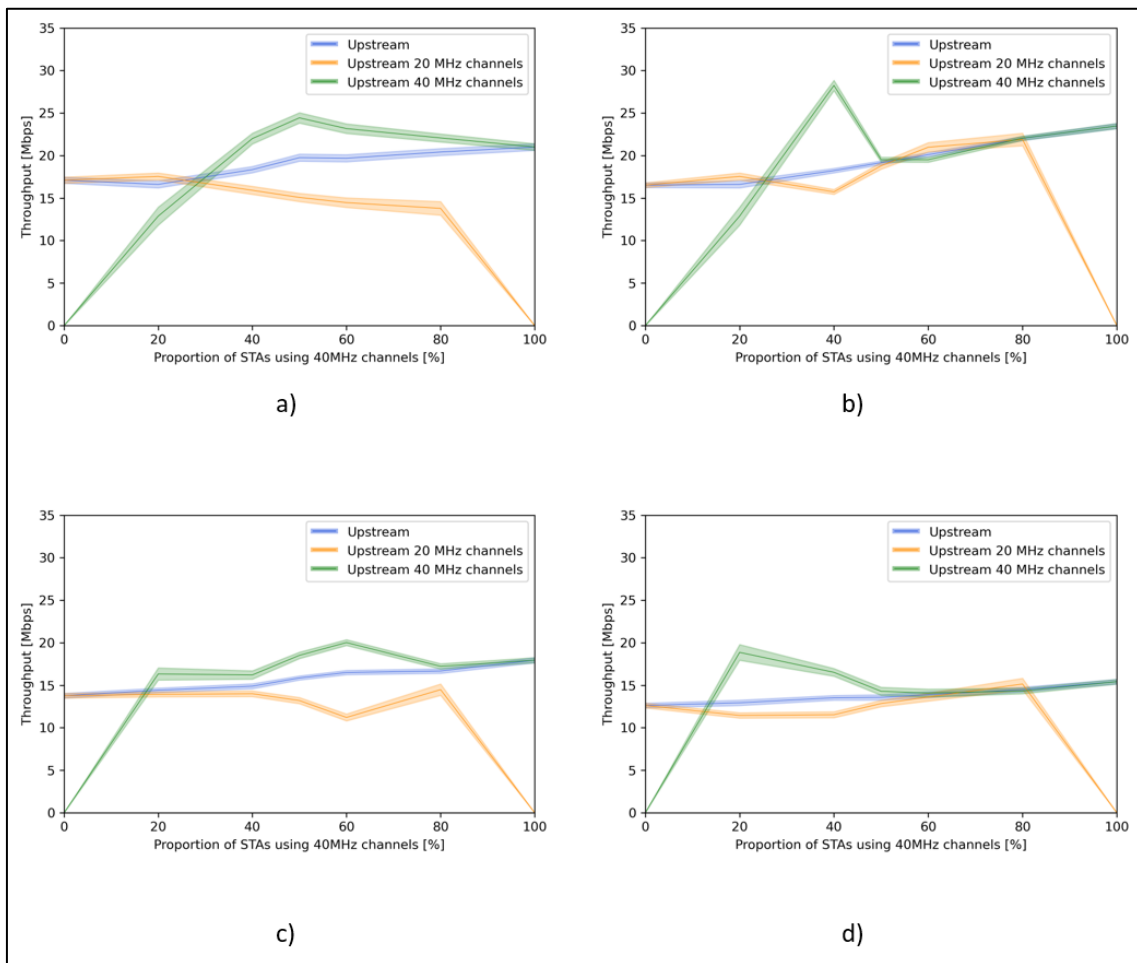 35
30
25
20
15
10
5
0
Throughput [Mbps]
Upstream
Upstream 20 MHz channels
Upstream 40 MHz channels
0 20 40 60 80 100
Proportion of STAs using 40MHz channels [%]
a)
35
30
25
20
15
10
5
0
Throughput [Mbps]
Upstream
Upstream 20 MHz channels
Upstream 40 MHz channels
0 20 40 60 80 100
Proportion of STAs using 40MHz channels [%]
b)
35
30
25
20
15
10
5
0
Throughput [Mbps]
Upstream
Upstream 20 MHz channels
Upstream 40 MHz channels
0 20 40 60 80 100
Proportion of STAs using 40MHz channels [%]
c)
35
30
25
20
15
10
5
0
Throughput [Mbps]
Upstream
Upstream 20 MHz channels
Upstream 40 MHz channels
0 20 40 60 80 100
Proportion of STAs using 40MHz channels [%]
d)